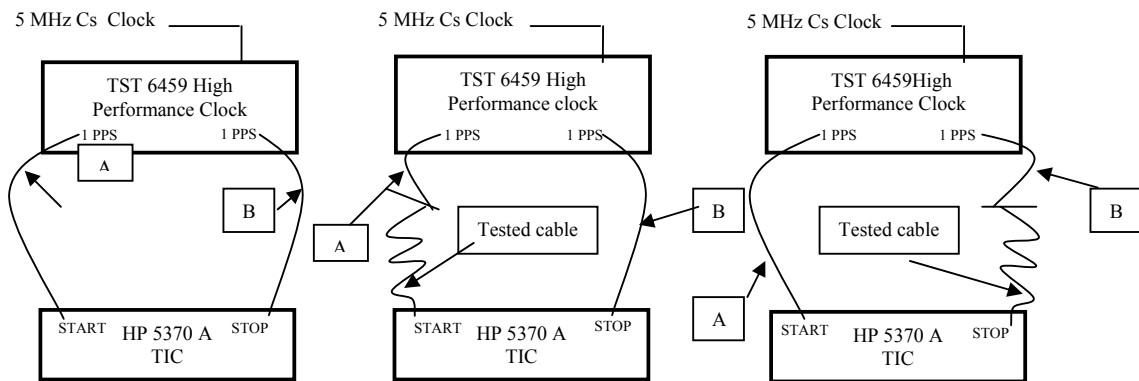 5 MHz Cs Clock
TST 6459 High
Performance Clock
1 PPS
1 PPS
A
B
START
HP 5370 A
TIC
STOP
5 MHz Cs Clock
TST 6459 High
Performance clock
1 PPS
1 PPS
A
Tested cable
B
START
HP 5370 A
TIC
STOP
5 MHz Cs Clock
TST 6459High
Performance Clock
1 PPS
1 PPS
Tested cable
B
A
START
HP 5370 A
TIC
STOP